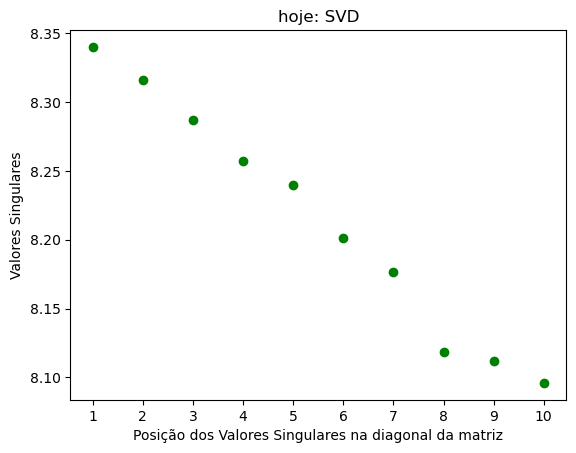 hoje: SVD
8.35
8.30
8.25
8.20
8.15
8.10
Valores Singulares
1 2 3 4 5 6 7 8 9 10
Posição dos Valores Singulares na diagonal da matriz